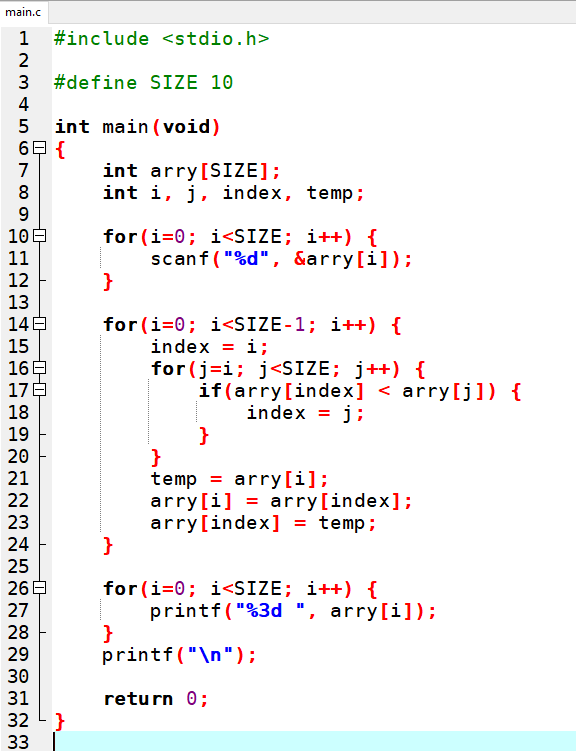 main.c
1 #include <stdio.h>
2
3 #define SIZE 10
4
5 int main(void)
6 {
7     int arry[SIZE];
8     int i, j, index, temp;
9
10     for(i=0; i<SIZE; i++) {
11         scanf("%d", &arry[i]);
12     }
13
14     for(i=0; i<SIZE-1; i++) {
15         index = i;
16         for(j=i; j<SIZE; j++) {
17             if(arry[index] < arry[j]) {
18                 index = j;
19             }
20         }
21         temp = arry[i];
22         arry[i] = arry[index];
23         arry[index] = temp;
24     }
25
26     for(i=0; i<SIZE; i++) {
27         printf("%3d ", arry[i]);
28     }
29     printf("\n");
30
31     return 0;
32 }
33